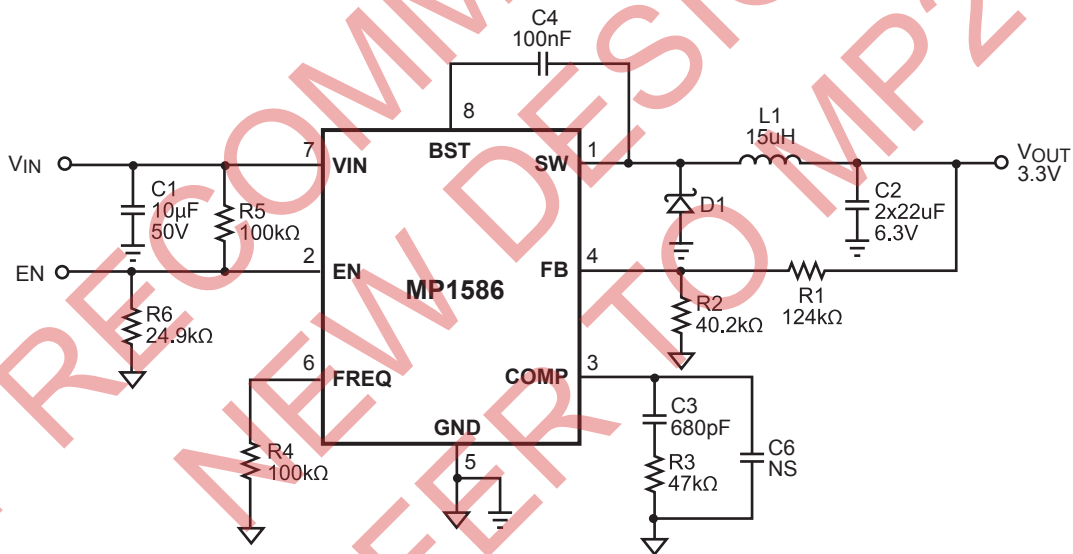 C4
100nF
8
BST
L1
15uH
VIN
7
VIN
SW
1
VOUT
3.3V
C1
10µF
50V
R5
100kΩ
D1
C2
2x22uF
6.3V
EN
2
EN
FB
4
MP1586
R1
124kΩ
R6
24.9kΩ
R2
40.2kΩ
6
FREQ
COMP
3
C3
680pF
GND
R4
100kΩ
5
R3
47kΩ
C6
NS
NEW